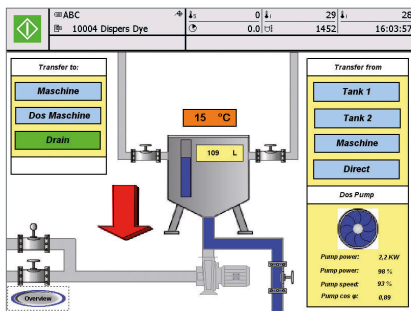 ABC
10004 Dispers Dye
0 29 28
0.0 1452 16:03:57
Transfer to:
Maschine
Dos Maschine
Drain
15 °C
109 L
Transfer from
Tank 1
Tank 2
Maschine
Direct
Dos Pump
Pump power: 2,2 KW
Pump power: 98 %
Pump speed: 93 %
Pump cos φ: 0,89
Overview